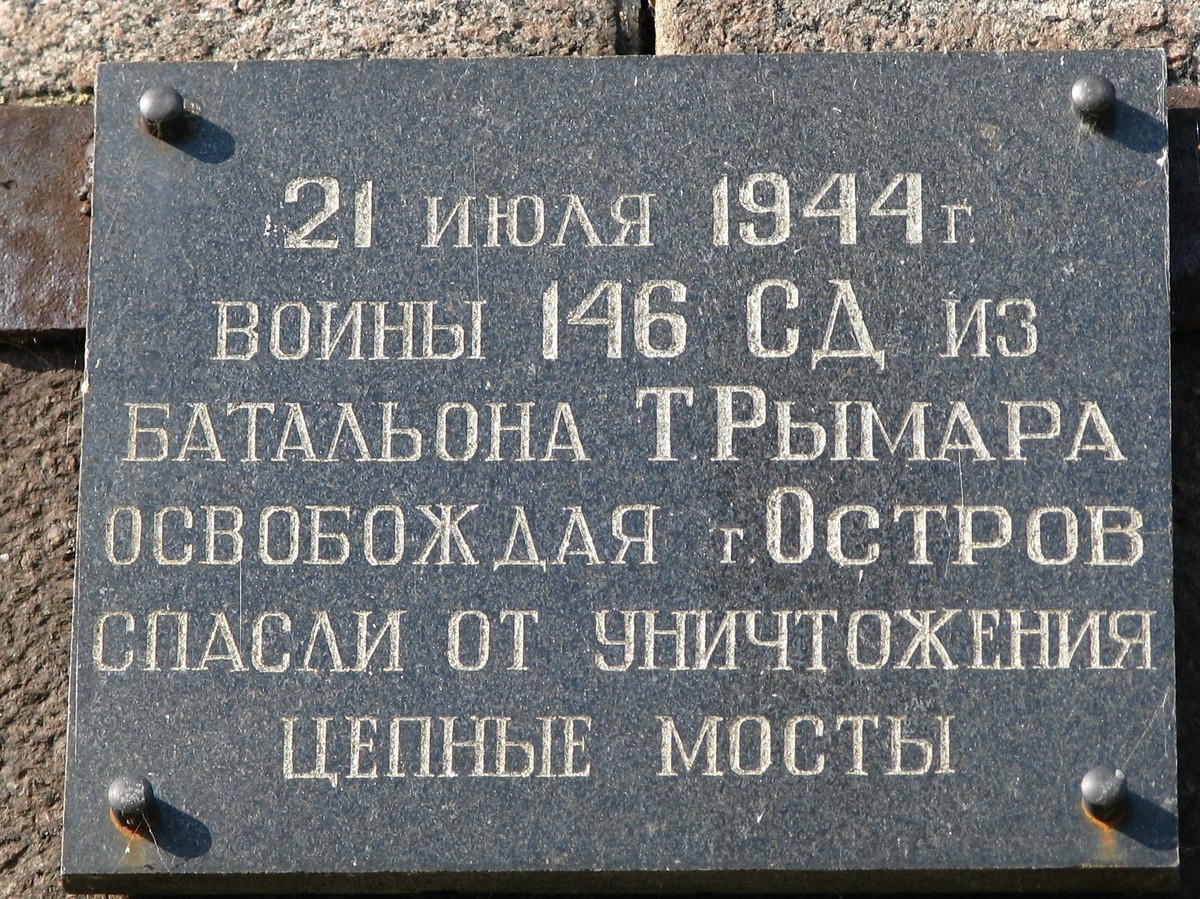 21 июля 1944 г.
воины 146 СД из
батальона Т.Рымара
освобождая г.Остров
спасли от уничтожения
цепные мосты